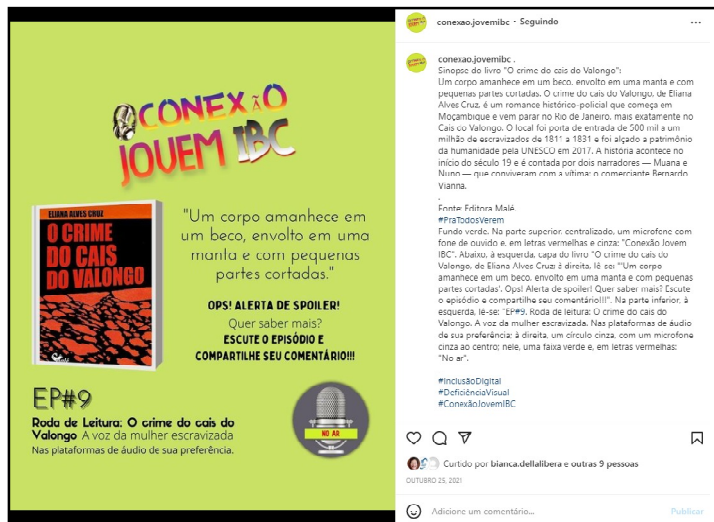 CONEXÃO
JOVEM IBC
ELIANA ALVES CRUZ
O CRIME
DO CAIS
DO VALONGO
"Um corpo amanhece em
um beco, envolto em uma
manta e com pequenas
partes cortadas."
OPS! ALERTA DE SPOILER!
Quer saber mais?
ESCUTE O EPISÓDIO E
COMPARTILHE SEU COMENTÁRIO!!!
EP#9
Roda de Leitura: O crime do cais do
Valongo. A voz da mulher escravizada
Nas plataformas de áudio de sua preferência.
NO AR
conexao.jovemibc • Seguindo
conexao.jovemibc .
Sinopse do livro "O crime do cais do Valongo":
Um corpo amanhece em um beco, envolto em uma manta e com
pequenas partes cortadas. O crime do cais do Valongo, de Eliana
Alves Cruz, é um romance histórico-policial que começa em
Moçambique e vem parar no Rio de Janeiro, mais exatamente no
Cais do Valongo. O local foi porta de entrada de 500 mil a um
milhão de escravizados de 1811 a 1831 e foi alçado a patrimônio
da humanidade pela UNESCO em 2017. A história acontece no
início do século 19 e é contada por dois narradores — Muana e
Nuno — que conviveram com a vítima: o comerciante Bernardo
Vianna.
.
Fonte: Editora Malê.
#PraTodosVerem
Fundo verde. Na parte superior, centralizado, um microfone com
fone de ouvido e, em letras vermelhas e cinza: "Conexão Jovem
IBC". Abaixo, à esquerda, capa do livro "O crime do cais do
Valongo, de Eliana Alves Cruz; à direita, lê-se: "'Um corpo
amanhece em um beco, envolto em uma manta e com pequenas
partes cortadas'. Ops! Alerta de spoiler! Quer saber mais? Escute
o episódio e compartilhe seu comentário!!!". Na parte inferior, à
esquerda, lê-se: "EP#9. Roda de leitura: O crime do cais do
Valongo. A voz da mulher escravizada. Nas plataformas de áudio
de sua preferência; à direita, um círculo cinza, com um microfone
cinza ao centro; nele, uma faixa verde e, em letras vermelhas:
"No ar".
#InclusãoDigital
#DeficiênciaVisual
#ConexãoJovemIBC
Curtido por bianca.dellalibera e outras 9 pessoas
OUTUBRO 25, 2021
Adicione um comentário...
Publicar